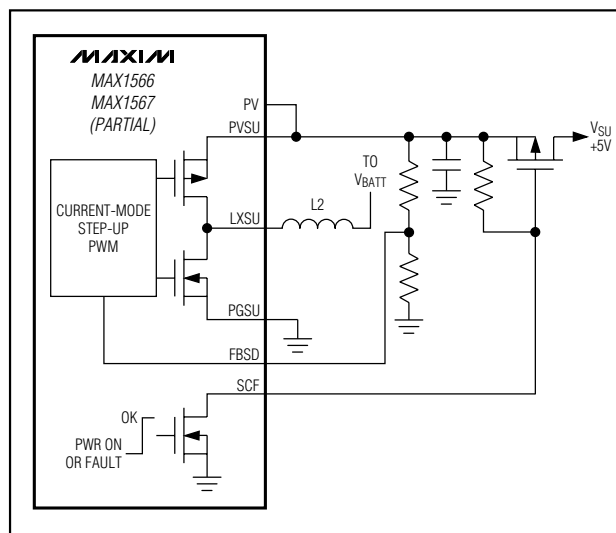 MAXIM
MAX1566
MAX1567
(PARTIAL)
PV
PVSU
VSU
+5V
TO
VBATT
L2
CURRENT-MODE
STEP-UP
PWM
LXSU
PGSU
FBSD
SCF
OK
PWR ON
OR FAULT